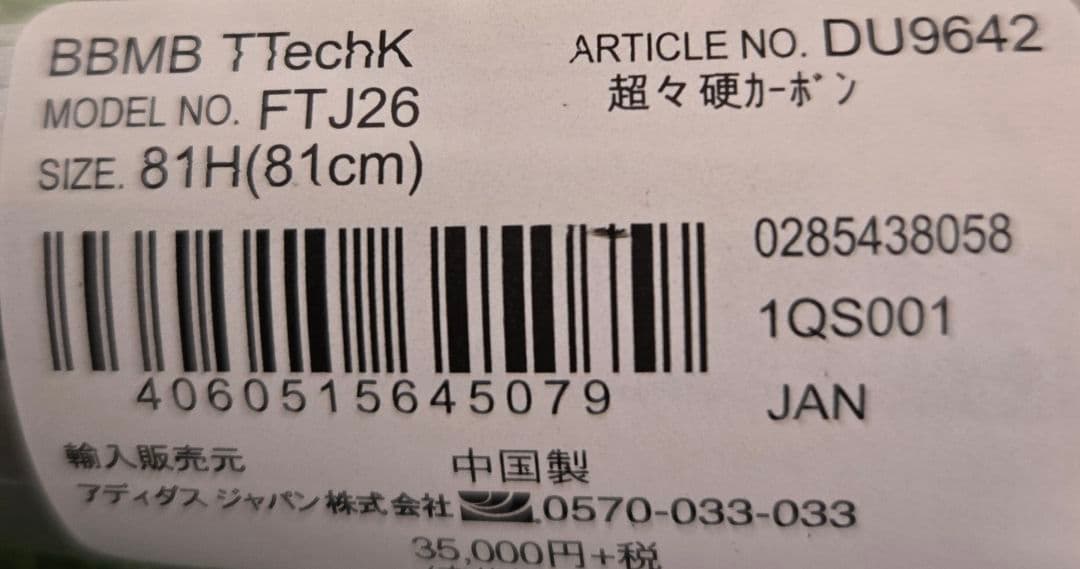 BBMB TTechK
ARTICLE NO. DU9642
MODEL NO. FTJ26
超々硬カーボン
SIZE. 81H(81cm)
0285438058
1QS001
4060515645079
JAN
輸入販売元
中国製
アディダス ジャパン株式会社 0570-033-033
35,000円+税